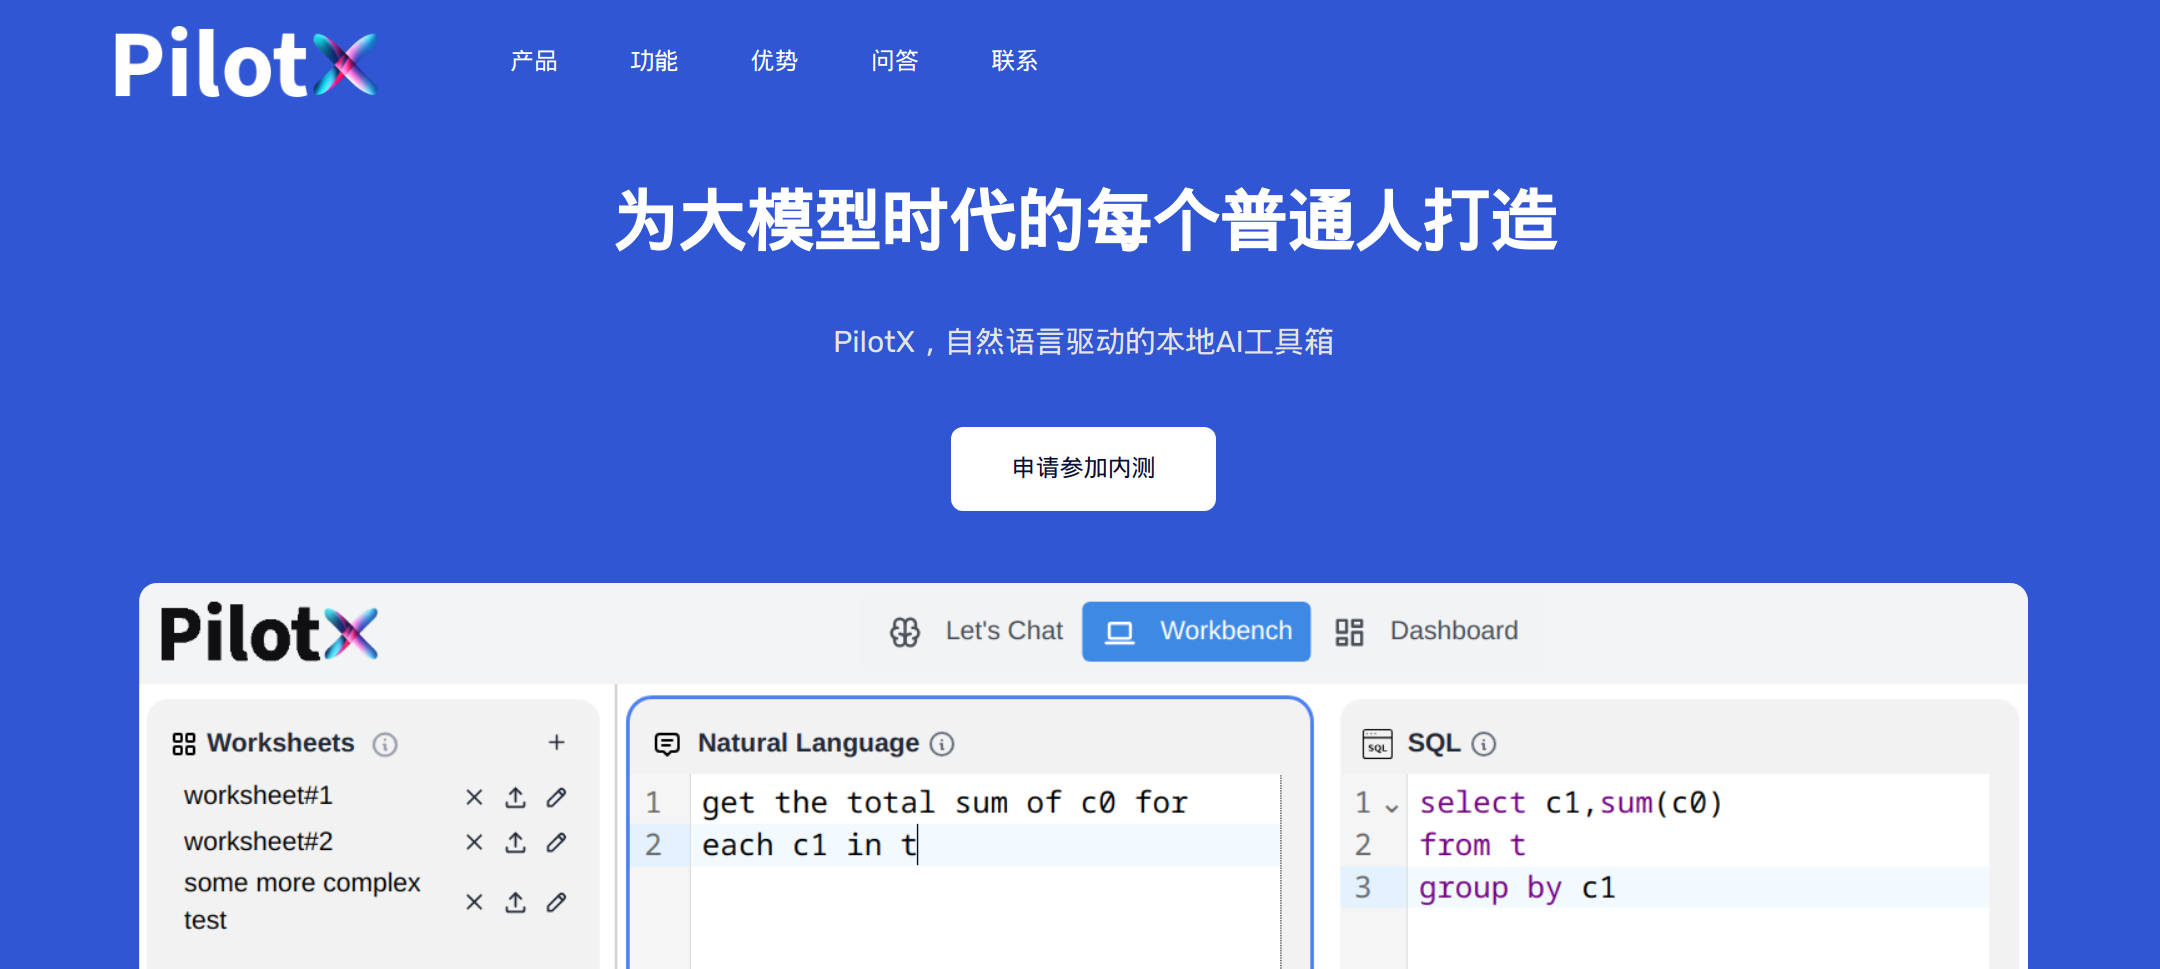 PilotX
产品 功能 优势 问答 联系
为大模型时代的每个普通人打造
PilotX，自然语言驱动的本地AI工具箱
申请参加内测
PilotX
Let's Chat Workbench Dashboard
Worksheets +
worksheet#1
worksheet#2
some more complex
test
Natural Language
1 get the total sum of c0 for
2 each c1 in t
SQL SQL
1 select c1,sum(c0)
2 from t
3 group by c1